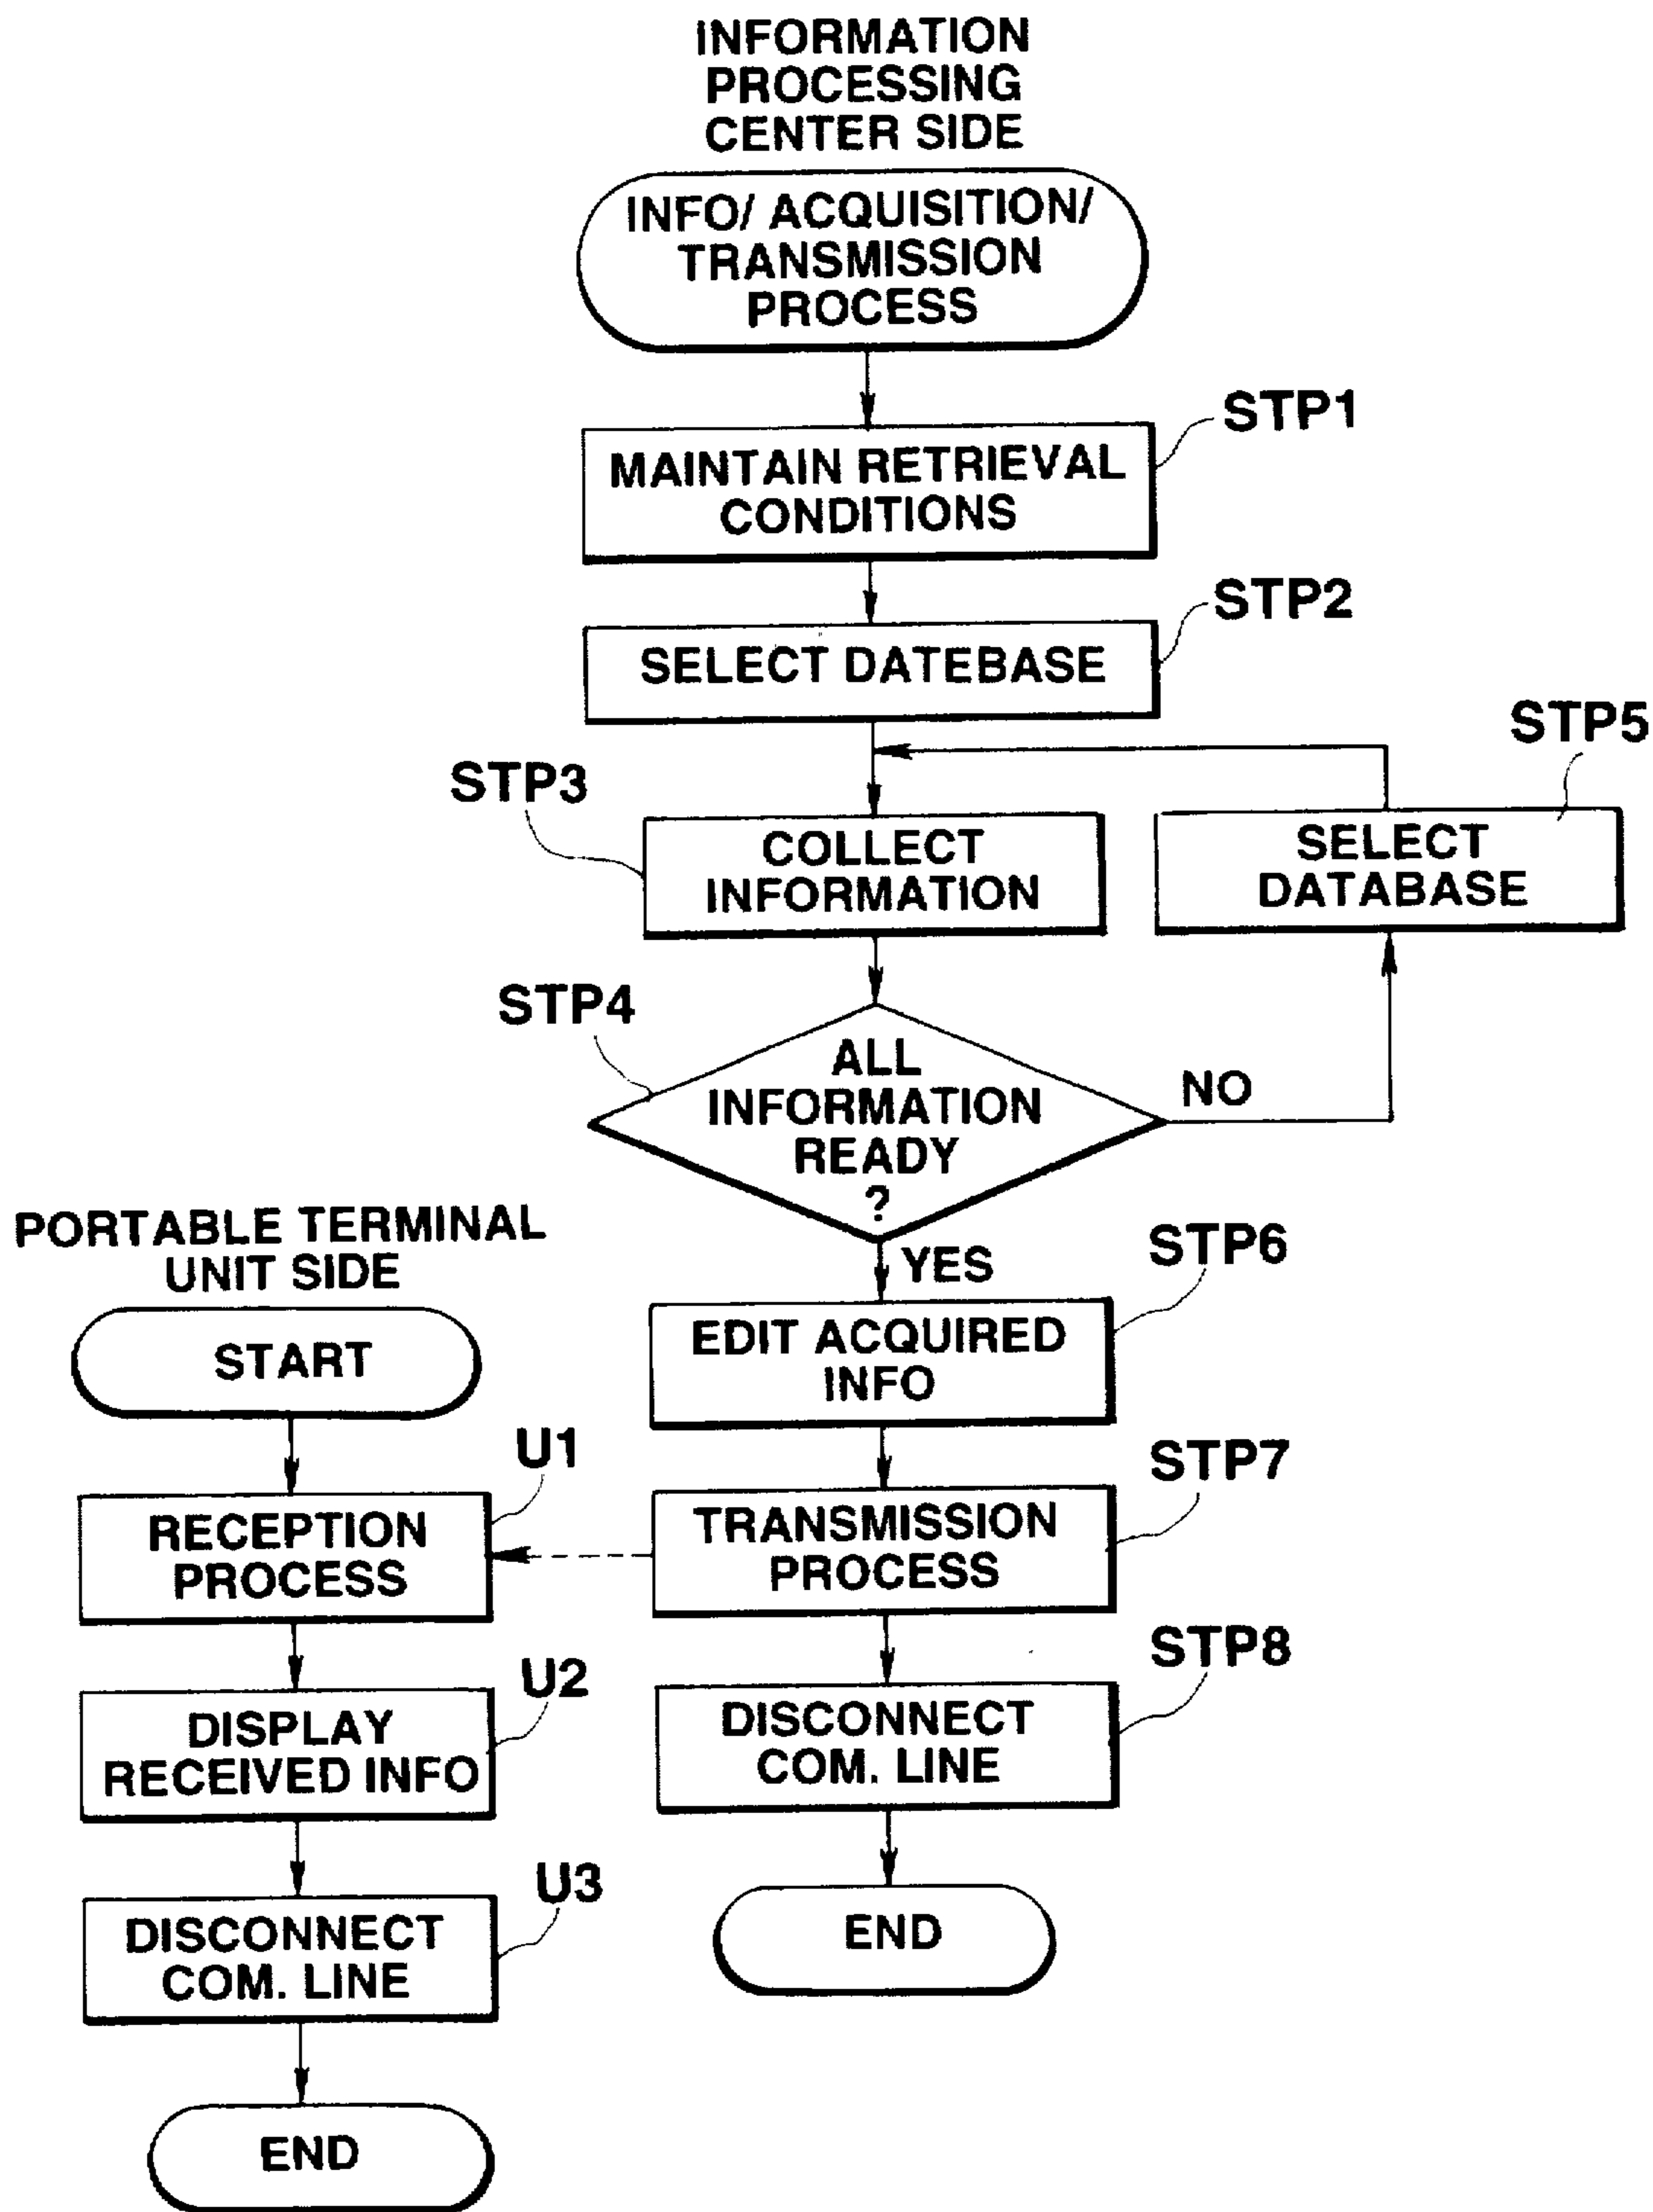 INFORMATION
PROCESSING
CENTER SIDE
INFO/ ACQUISITION/
TRANSMISSION
PROCESS
STP1
MAINTAIN RETRIEVAL
CONDITIONS
STP2
SELECT DATEBASE
STP5
STP3
COLLECT
INFORMATION
SELECT
DATABASE
STP4
ALL
INFORMATION
READY
?
NO
YES
STP6
EDIT ACQUIRED
INFO
STP7
TRANSMISSION
PROCESS
STP8
DISCONNECT
COM. LINE
END
PORTABLE TERMINAL
UNIT SIDE
START
U1
RECEPTION
PROCESS
U2
DISPLAY
RECEIVED INFO
U3
DISCONNECT
COM. LINE
END